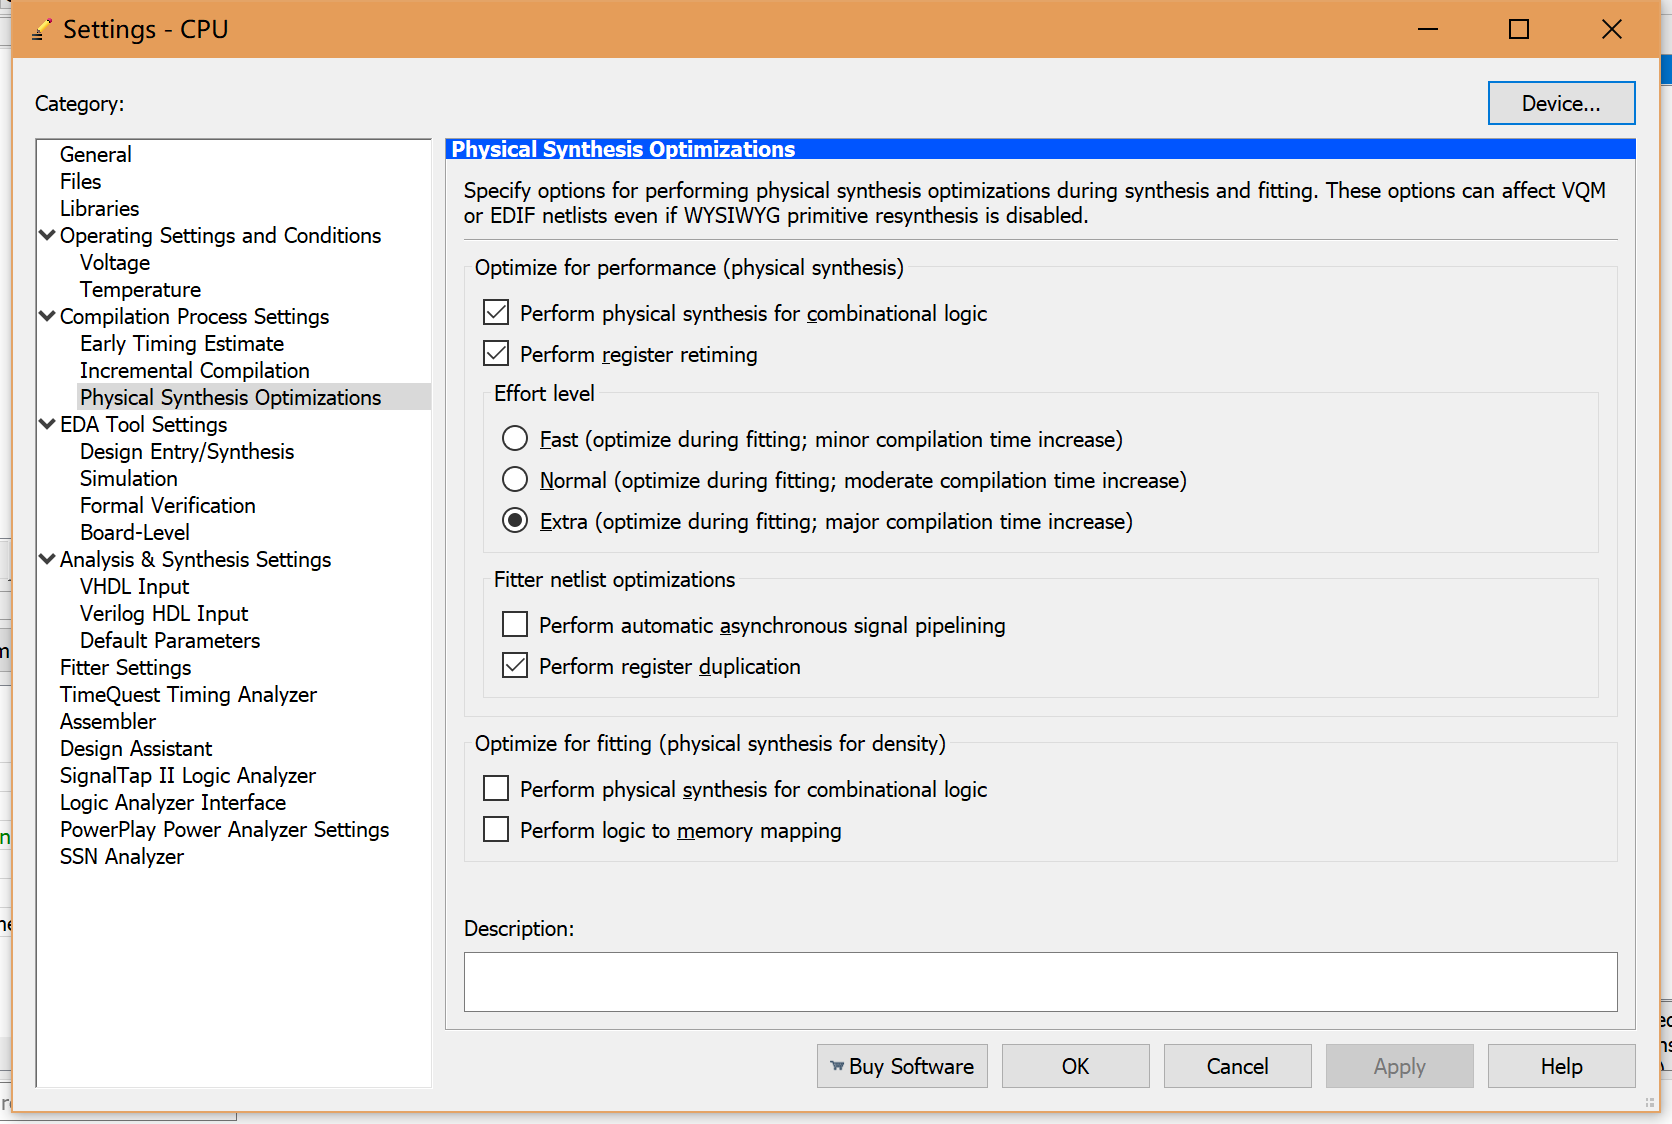 Settings - CPU
Category:
Device...
General
Files
Libraries
Operating Settings and Conditions
Voltage
Temperature
Compilation Process Settings
Early Timing Estimate
Incremental Compilation
Physical Synthesis Optimizations
EDA Tool Settings
Design Entry/Synthesis
Simulation
Formal Verification
Board-Level
Analysis & Synthesis Settings
VHDL Input
Verilog HDL Input
Default Parameters
Fitter Settings
TimeQuest Timing Analyzer
Assembler
Design Assistant
SignalTap II Logic Analyzer
Logic Analyzer Interface
PowerPlay Power Analyzer Settings
SSN Analyzer
Physical Synthesis Optimizations
Specify options for performing physical synthesis optimizations during synthesis and fitting. These options can affect VQM
or EDIF netlists even if WYSIWYG primitive resynthesis is disabled.
Optimize for performance (physical synthesis)
Perform physical synthesis for combinational logic
Perform register retiming
Effort level
Fast (optimize during fitting; minor compilation time increase)
Normal (optimize during fitting; moderate compilation time increase)
Extra (optimize during fitting; major compilation time increase)
Fitter netlist optimizations
Perform automatic asynchronous signal pipelining
Perform register duplication
Optimize for fitting (physical synthesis for density)
Perform physical synthesis for combinational logic
Perform logic to memory mapping
Description:
Buy Software
OK
Cancel
Apply
Help